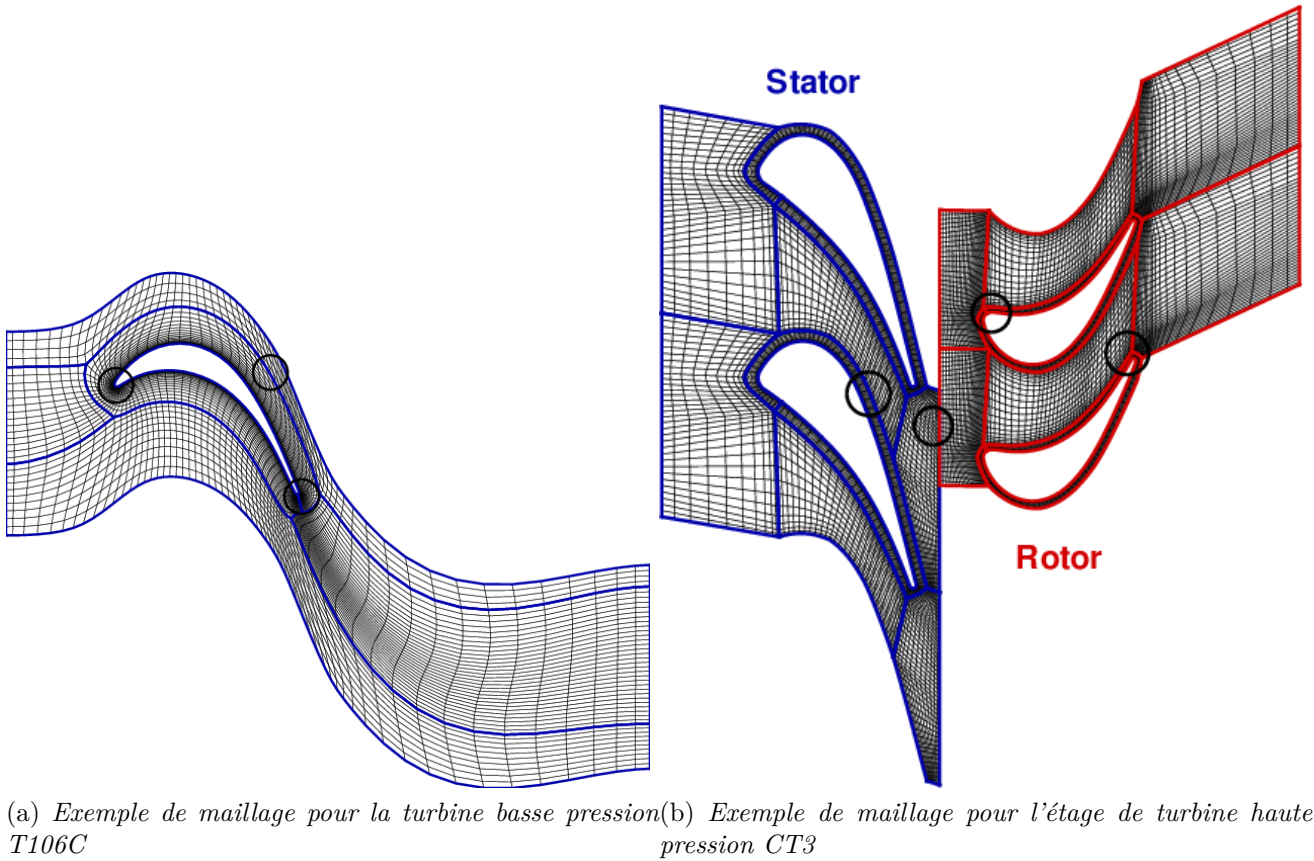 Stator
Rotor
(a) Exemple de maillage pour la turbine basse pression
T106C
(b) Exemple de maillage pour l'étage de turbine haute
pression CT3